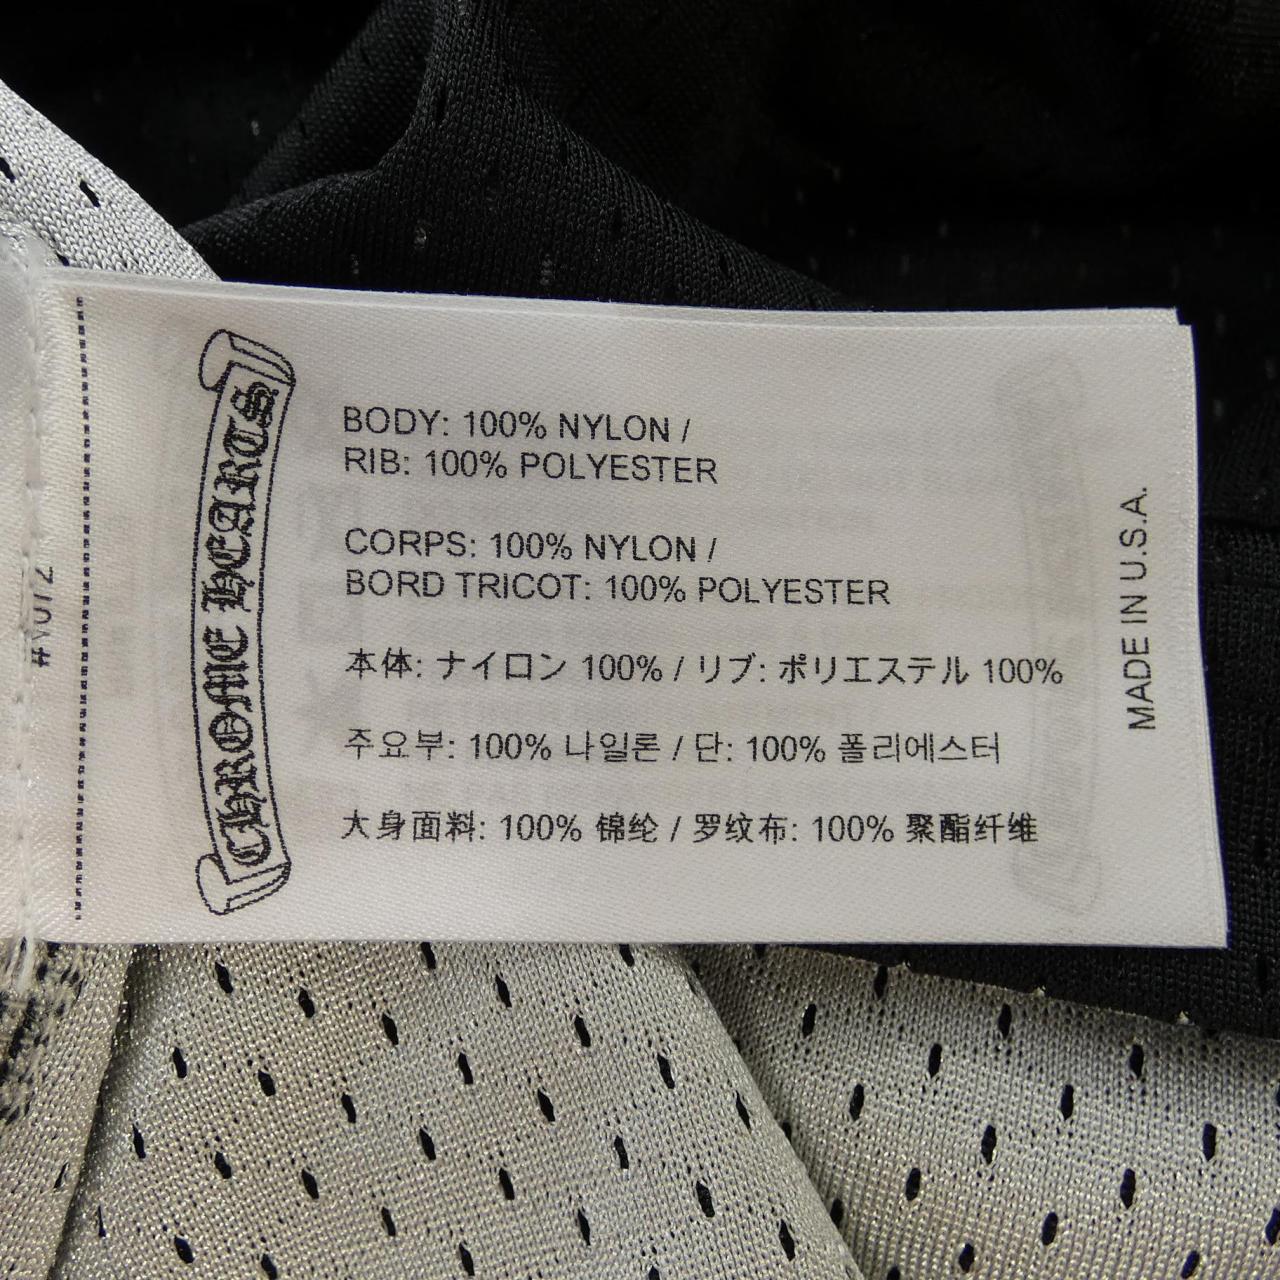 CHROME HEARTS
BODY: 100% NYLON /
RIB: 100% POLYESTER
CORPS: 100% NYLON /
BORD TRICOT: 100% POLYESTER
本体: ナイロン 100% / リブ: ポリエステル 100%
주요부: 100% 나일론 / 단: 100% 폴리에스터
大身面料: 100% 锦纶 / 罗纹布: 100% 聚酯纤维
MADE IN U.S.A.